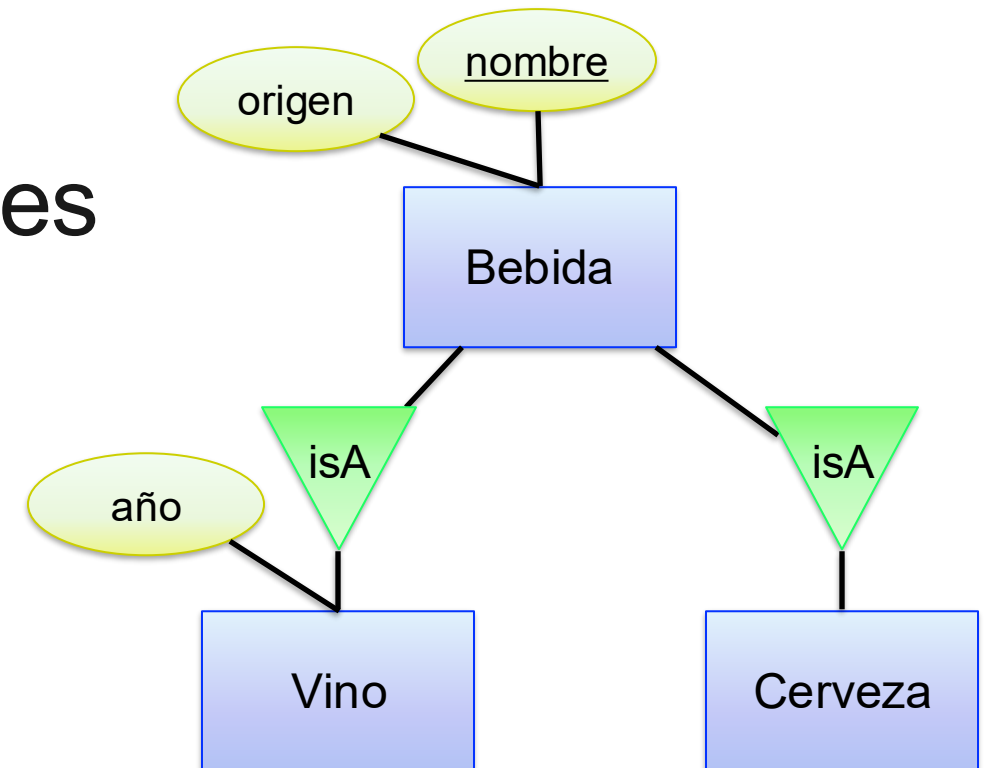 nombre
origen
es
Bebida
isA
isA
año
Vino
Cerveza